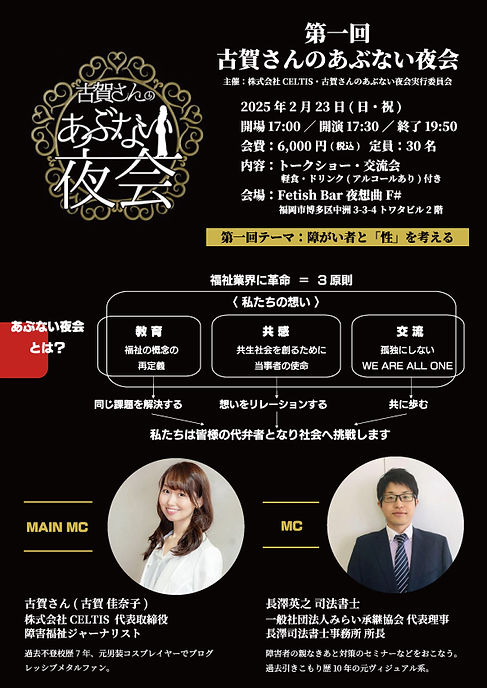 古賀さんの
あぶない
夜会
第一回
古賀さんのあぶない夜会
主催:株式会社 CELTIS・古賀さんのあぶない夜会実行委員会
2025 年 2 月 23 日 ( 日・祝 )
開場 17:00 ／ 開演 17:30 ／ 終了 19:50
会費:6,000 円 ( 税込 ) 定員:30 名
内容:トークショー・交流会
軽食・ドリンク ( アルコールあり ) 付き
会場:Fetish Bar 夜想曲 F#
福岡市博多区中洲 3-3-4 トワタビル 2 階
第一回テーマ:障がい者と「性」を考える
福祉業界に革命 = 3 原則
〈 私たちの想い 〉
あぶない夜会
とは?
教 育
福祉の概念の
再定義
共 感
共生社会を創るために
当事者の使命
交 流
孤独にしない
WE ARE ALL ONE
同じ課題を解決する
想いをリレーションする
共に歩む
私たちは皆様の代弁者となり社会へ挑戦します
MAIN MC
古賀さん ( 古賀 佳奈子 )
株式会社 CELTIS 代表取締役
障害福祉ジャーナリスト
過去不登校歴 7 年、元男装コスプレイヤーでプログ
レッシブメタルファン。
MC
長澤英之 司法書士
一般社団法人みらい承継協会 代表理事
長澤司法書士事務所 所長
障害者の親なきあと対策のセミナーなどをおこなう。
過去引きこもり歴 10 年の元ヴィジュアル系。